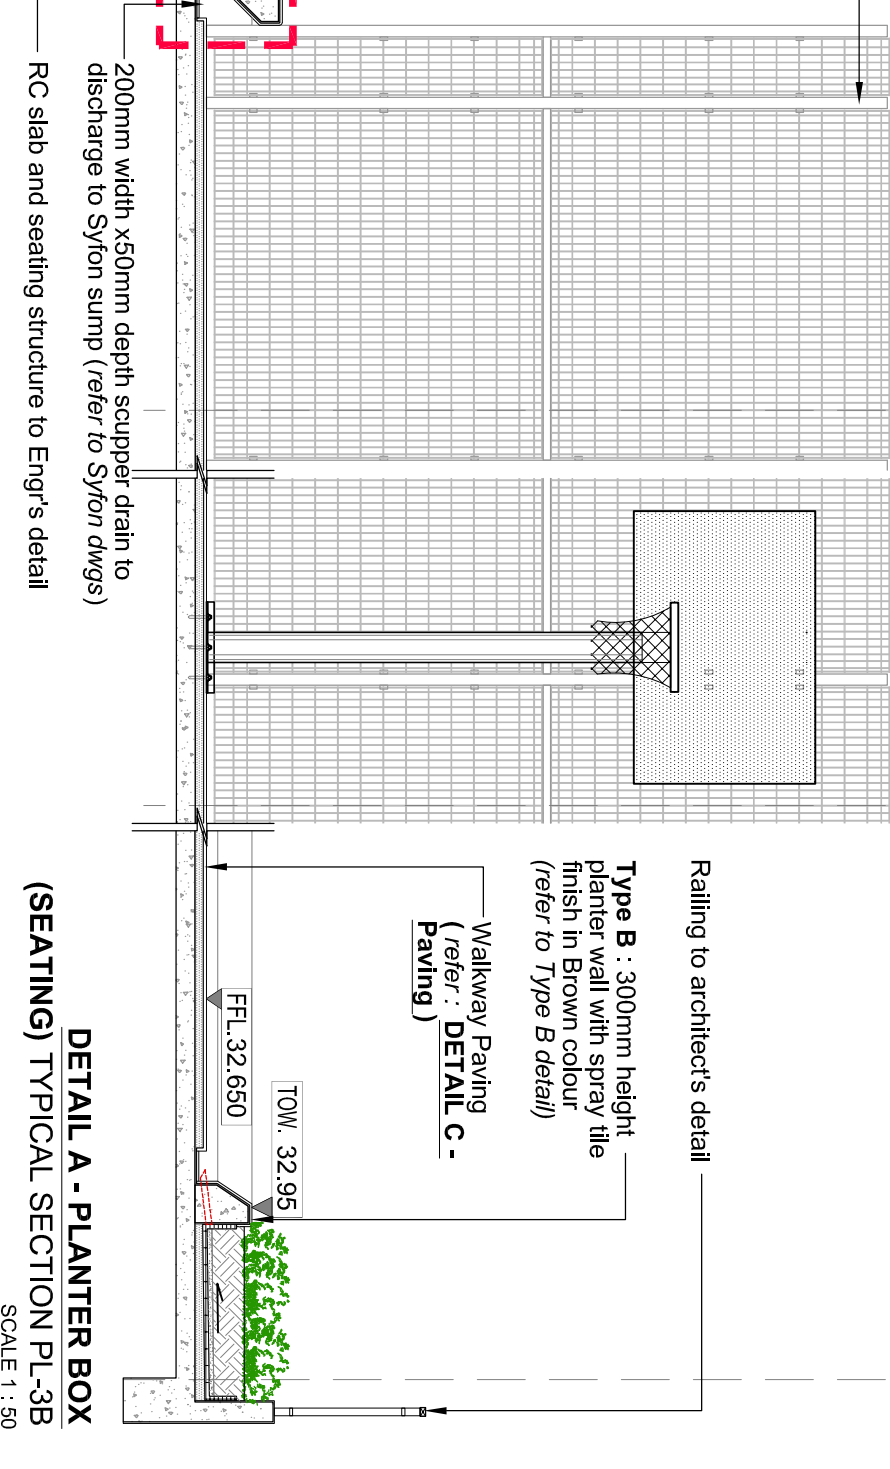 Railing to architect's detail
Type B : 300mm height
planter wall with spray tile
finish in Brown colour
(refer to Type B detail)
Walkway Paving
( refer : DETAIL C -
Paving )
TOW. 32.95
FFL.32.650
200mm width x50mm depth scupper drain to
discharge to Syfon sump (refer to Syfon dwgs)
RC slab and seating structure to Engr's detail
DETAIL A - PLANTER BOX
(SEATING) TYPICAL SECTION PL-3B
SCALE 1 : 50